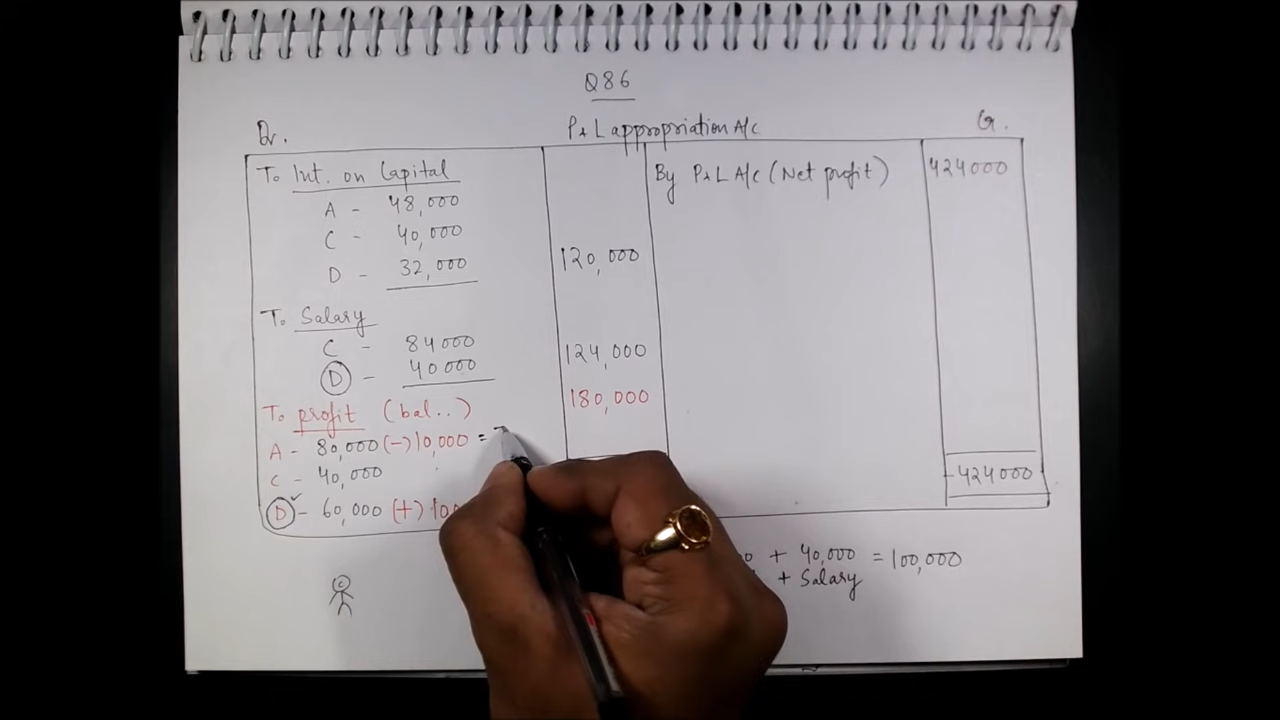 Q86
Dr. P+L appropriation A/c Cr.
To Int. on Capital By P+L A/c (Net profit) 424000
A - 48,000
C - 40,000
D - 32,000 120,000
To Salary
C - 84000
D - 40000 124,000
To profit (bal..) 180,000
A - 80,000 (-) 10,000 =
C - 40,000
424000
D - 60,000 (+)
+ 40,000 = 100,000
+ Salary